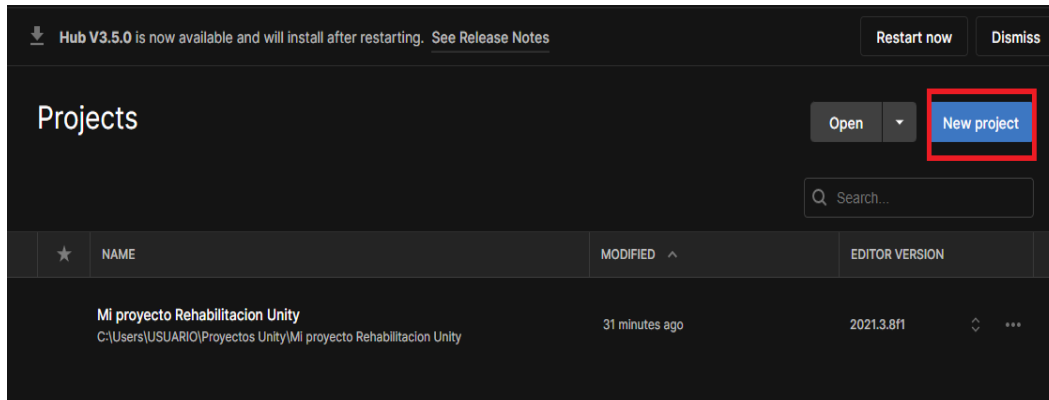 Hub V3.5.0 is now available and will install after restarting. See Release Notes
Restart now
Dismiss
Projects
Open
New project
Search...
NAME
MODIFIED
EDITOR VERSION
Mi proyecto Rehabilitacion Unity
C:\Users\USUARIO\Proyectos Unity\Mi proyecto Rehabilitacion Unity
31 minutes ago
2021.3.8f1